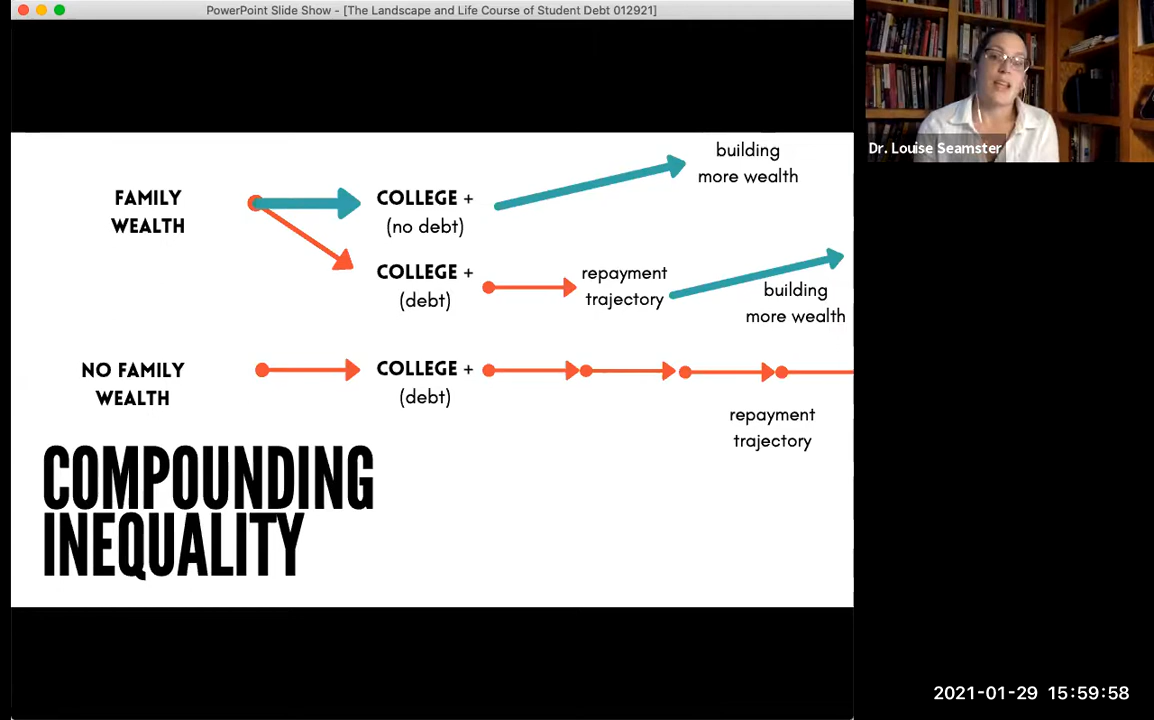 PowerPoint Slide Show - [The Landscape and Life Course of Student Debt 012921]
Dr. Louise Seamster
building
more wealth
FAMILY
WEALTH
COLLEGE +
(no debt)
COLLEGE +
(debt)
repayment
trajectory
building
more wealth
NO FAMILY
WEALTH
COLLEGE +
(debt)
repayment
trajectory
COMPOUNDING
INEQUALITY
2021-01-29 15:59:58